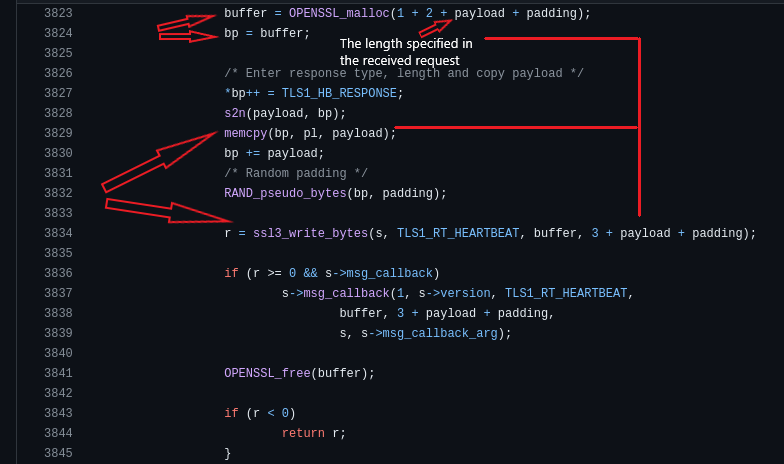 3823 buffer = OPENSSL_malloc(1 + 2 + payload + padding);
3824 bp = buffer;
The length specified in
3825
the received requst
3826 /* Enter response type, length and copy payload */
3827 *bp++ = TLS1_HB_RESPONSE;
3828 s2n(payload, bp);
3829 memcpy(bp, pl, payload);
3830 bp += payload;
3831 /* Random padding */
3832 RAND_pseudo_bytes(bp, padding);
3833
3834 r = ssl3_write_bytes(s, TLS1_RT_HEARTBEAT, buffer, 3 + payload + padding);
3835
3836 if (r >= 0 && s->msg_callback)
3837 s->msg_callback(1, s->version, TLS1_RT_HEARTBEAT,
3838 buffer, 3 + payload + padding,
3839 s, s->msg_callback_arg);
3840
3841 OPENSSL_free(buffer);
3842
3843 if (r < 0)
3844 return r;
3845 }